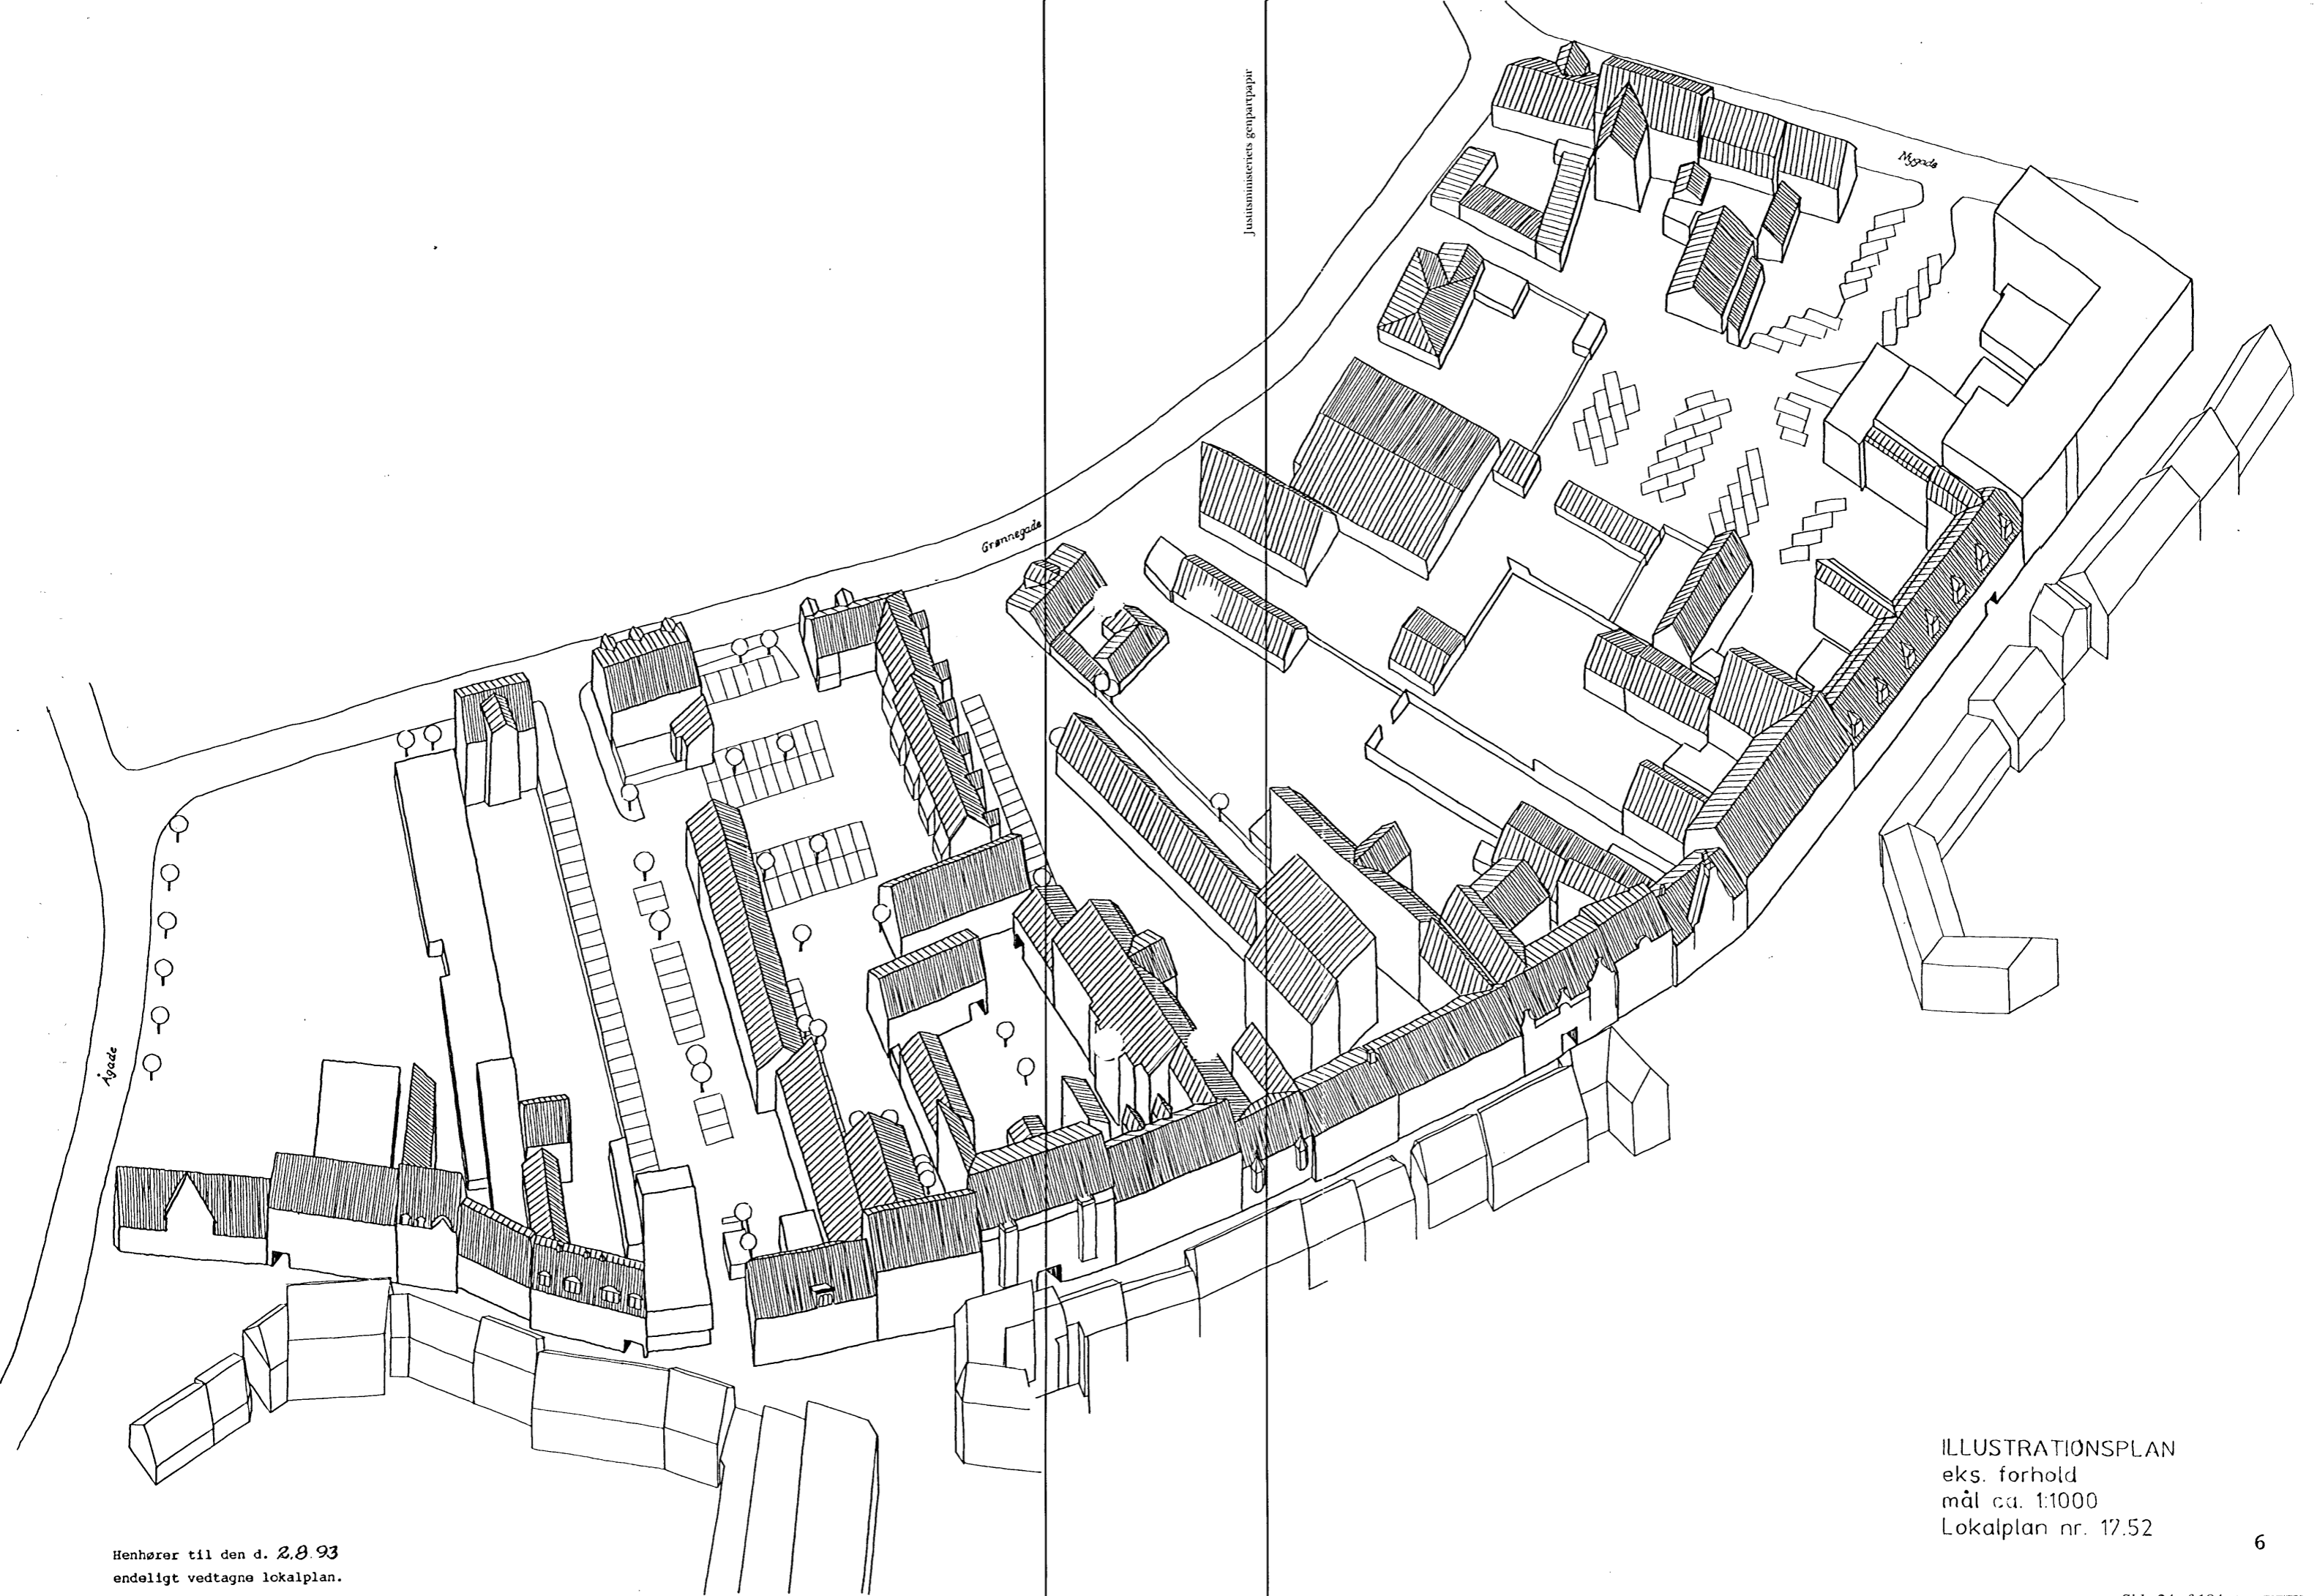 Justitsministeriets genpartpapir
Nygade
Grønnegade
Ågade
ILLUSTRATIONSPLAN
eks. forhold
mål ca. 1:1000
Lokalplan nr. 17.52
6
Henhører til den d. 2.8.93
endeligt vedtagne lokalplan.